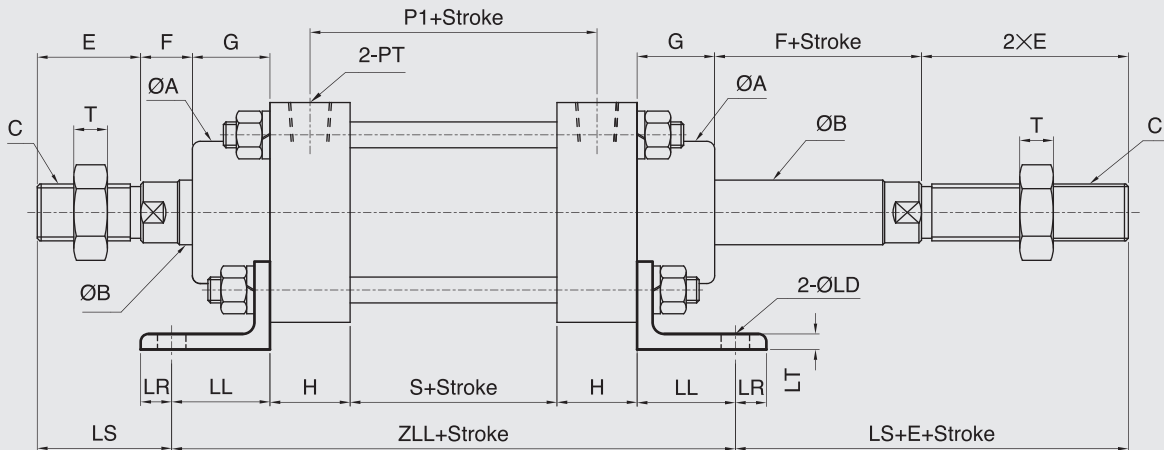 P1+Stroke
E F G G F+Stroke 2×E
2-PT
ØA ØA
T ØB T
C C
ØB 2-ØLD
LR LL H S+Stroke H LL LR LT
LS ZLL+Stroke LS+E+Stroke